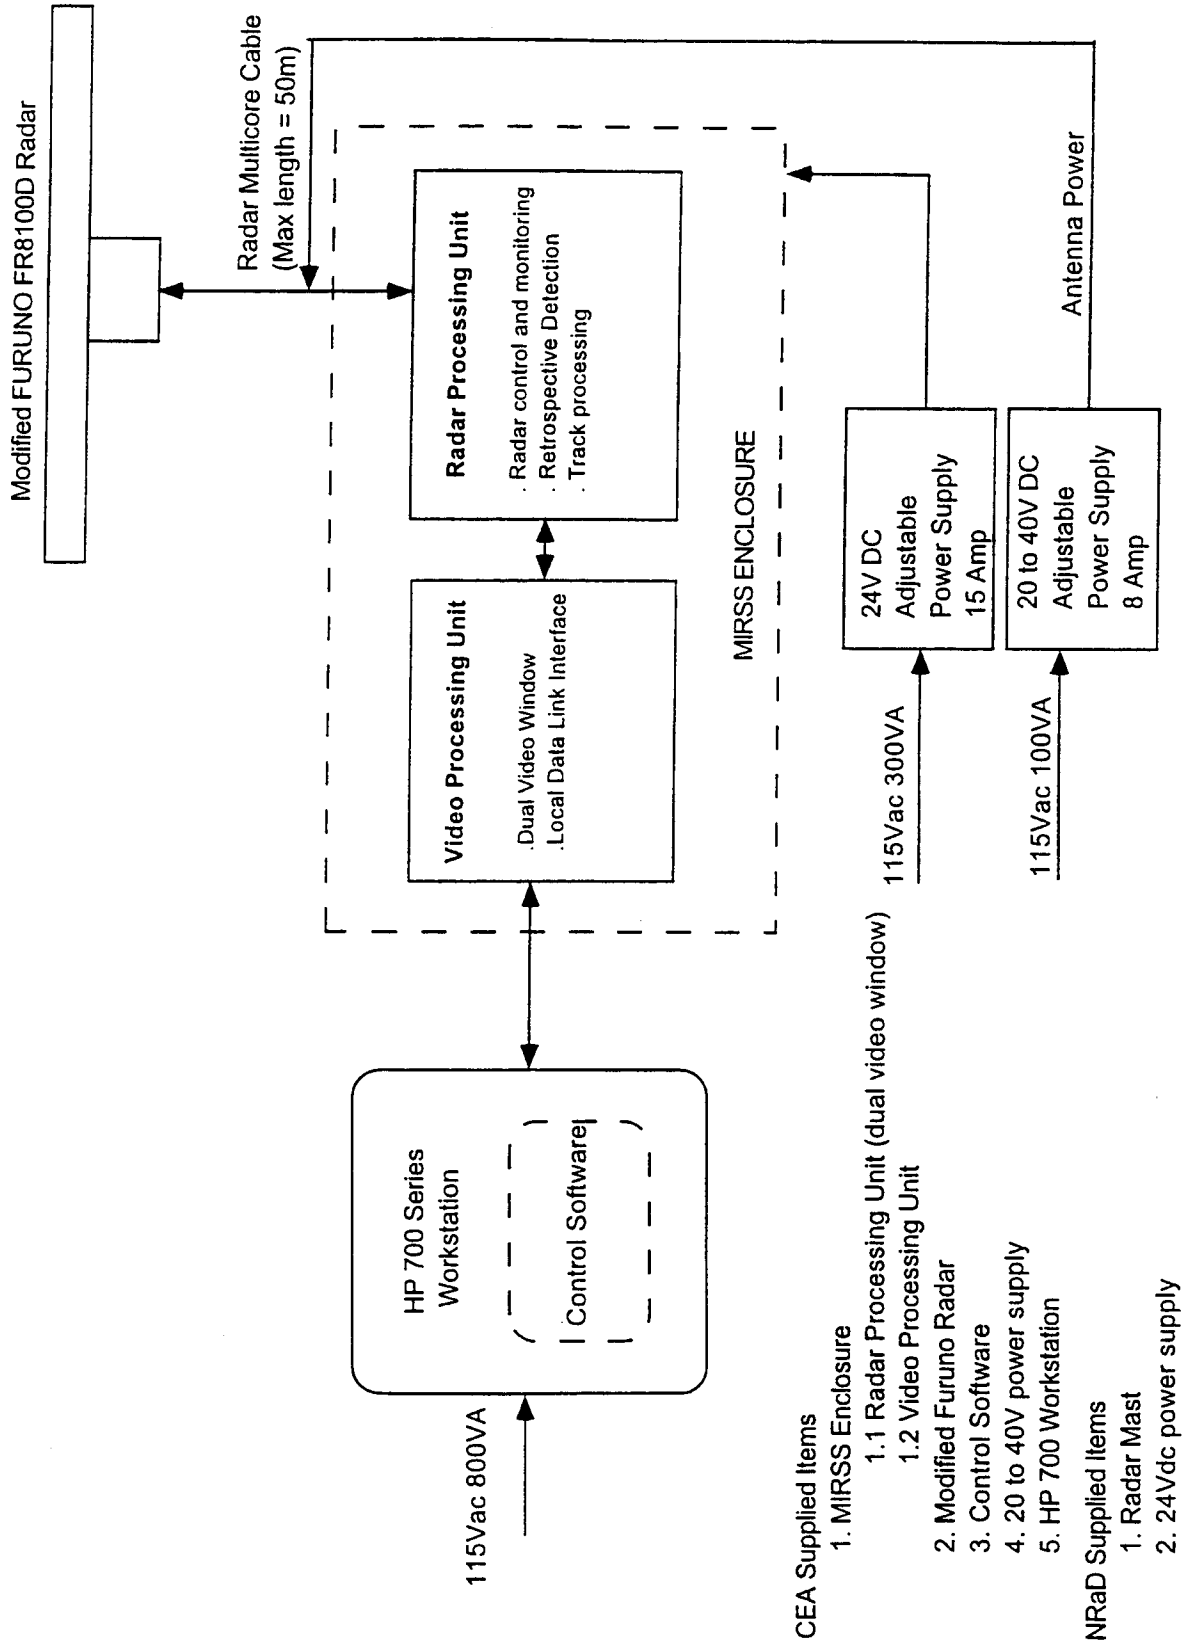 Modified FURUNO FR8100D Radar
Radar Multicore Cable
(Max length = 50m)
Radar Processing Unit
. Radar control and monitoring
. Retrospective Detection
. Track processing
Video Processing Unit
.Dual Video Window
.Local Data Link Interface
MIRSS ENCLOSURE
HP 700 Series
Workstation
Control Software
115Vac 800VA
24V DC
Adjustable
Power Supply
15 Amp
115Vac 300VA
20 to 40V DC
Adjustable
Power Supply
8 Amp
115Vac 100VA
Antenna Power
CEA Supplied Items
1. MIRSS Enclosure
1.1 Radar Processing Unit (dual video window)
1.2 Video Processing Unit
2. Modified Furuno Radar
3. Control Software
4. 20 to 40V power supply
5. HP 700 Workstation
NRaD Supplied Items
1. Radar Mast
2. 24Vdc power supply